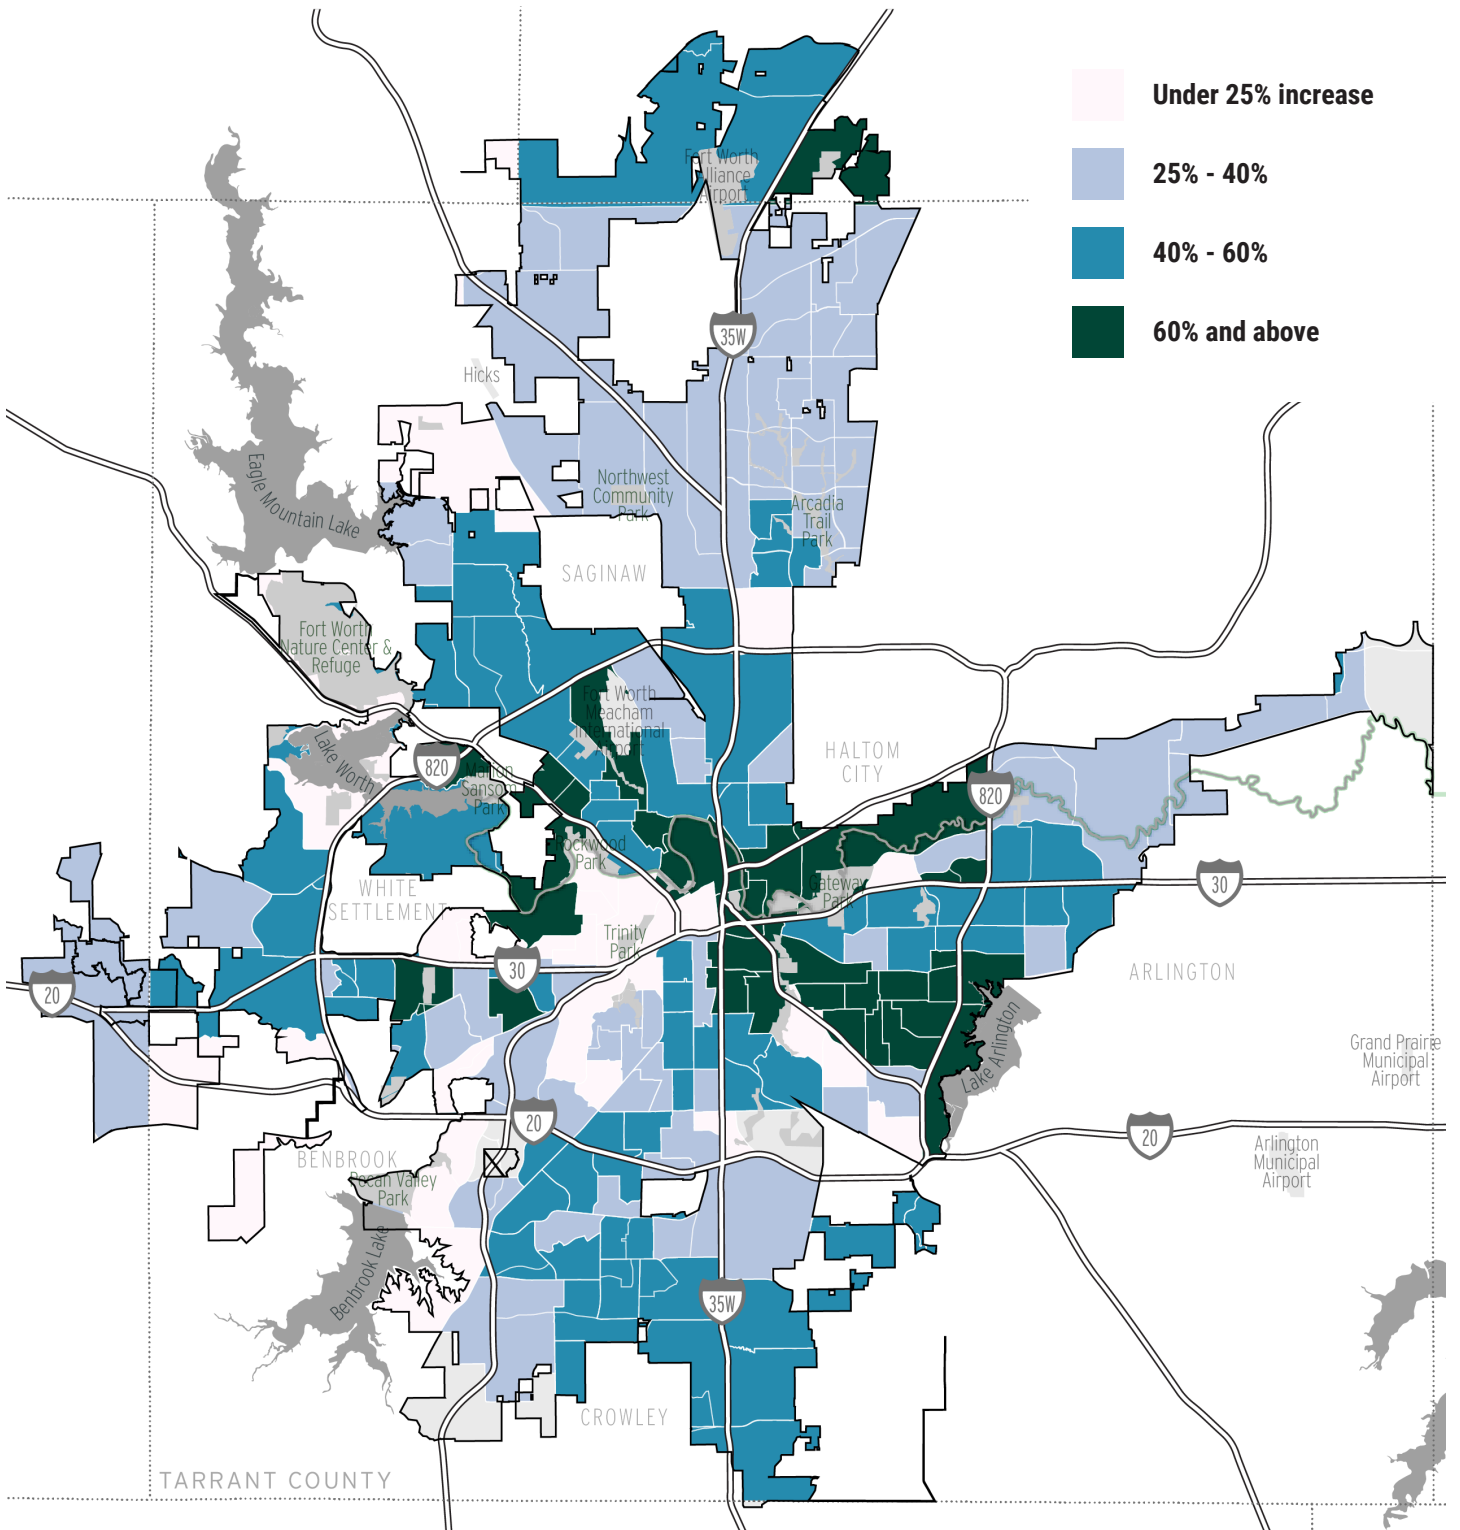 Under 25% increase
25% - 40%
40% - 60%
60% and above
Fort Worth
Alliance
Airport
35W
Hicks
Eagle Mountain Lake
Northwest
Community
Park
Arcadia
Trail
Park
SAGINAW
Fort Worth
Nature Center &
Refuge
Fort Worth
Meacham
International
Airport
Lake Worth
820
Marion
Sansom
Park
HALTOM
CITY
820
Rockwood
Park
WHITE
SETTLEMENT
Gateway
Park
30
Trinity
Park
30
20
ARLINGTON
Lake Arlington
Grand Prairie
Municipal
Airport
20
20
Arlington
Municipal
Airport
BENBROOK
Pecan Valley
Park
Benbrook Lake
35W
CROWLEY
TARRANT COUNTY